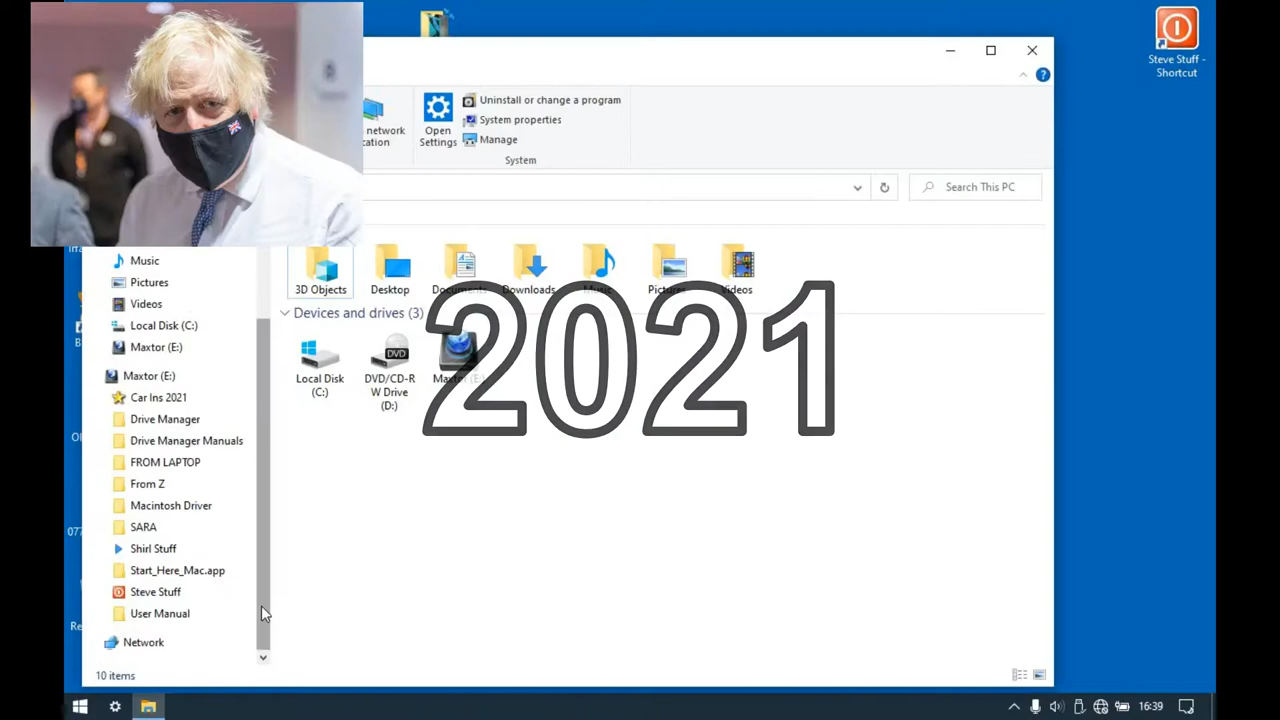 Steve Stuff -
Shortcut
Uninstall or change a program
System properties
Manage
network
Open
Settings
System
Search This PC
Music
Pictures
Videos
Local Disk (C:)
Maxtor (E:)
Maxtor (E:)
Car Ins 2021
Drive Manager
Drive Manager Manuals
FROM LAPTOP
From Z
Macintosh Driver
SARA
Shirl Stuff
Start_Here_Mac.app
Steve Stuff
User Manual
Network
3D Objects
Desktop
Documents
Downloads
Music
Pictures
Videos
Devices and drives (3)
Local Disk
(C:)
DVD/CD-R
W Drive
(D:)
Maxtor (E:)
2021
10 items
16:39